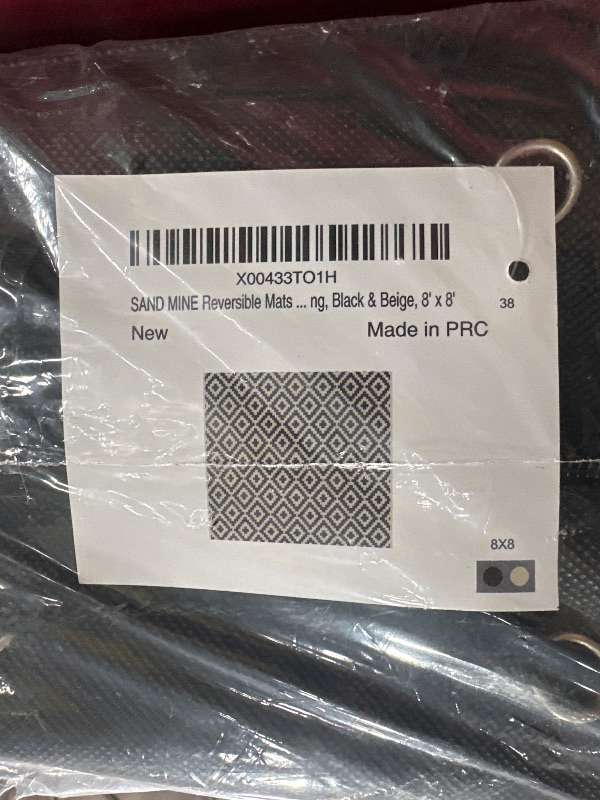 X00433TO1H
SAND MINE Reversible Mats ... ng, Black & Beige, 8' x 8'
38
New
Made in PRC
8X8